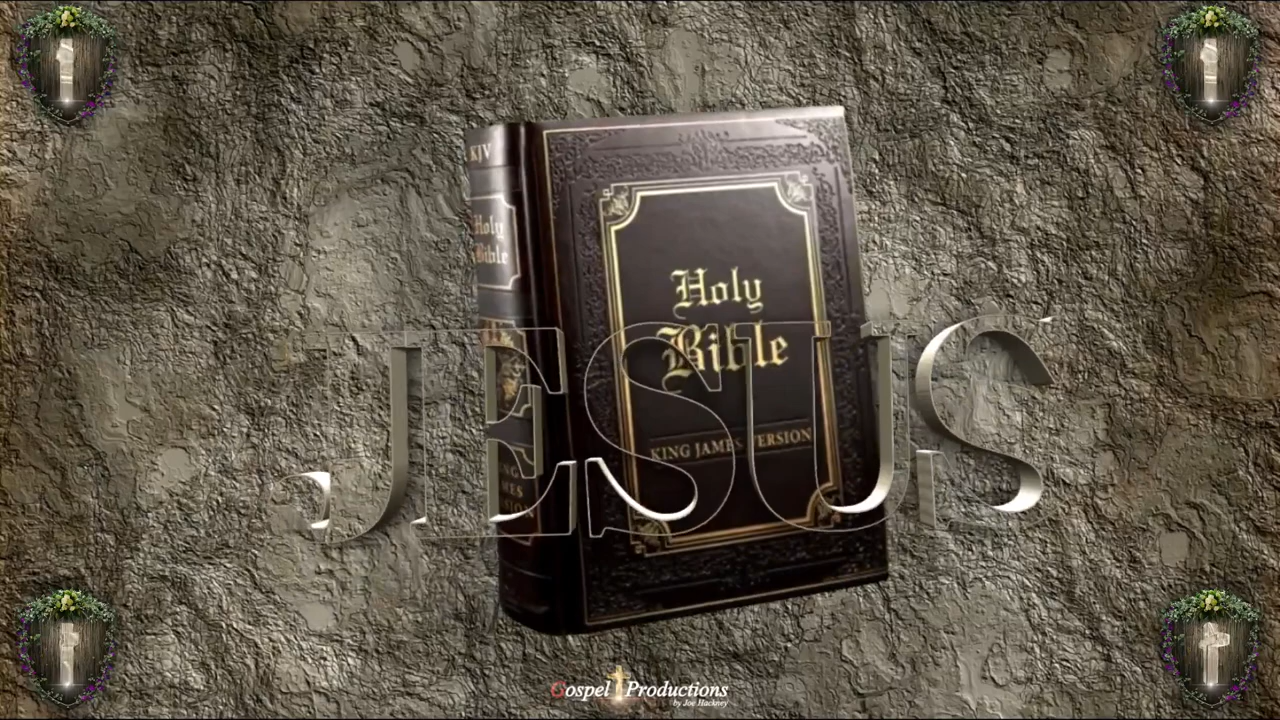 KJV
Holy
Bible
Holy
Bible
KING JAMES VERSION
JESUS
Gospel Productions
by Joe Hackney